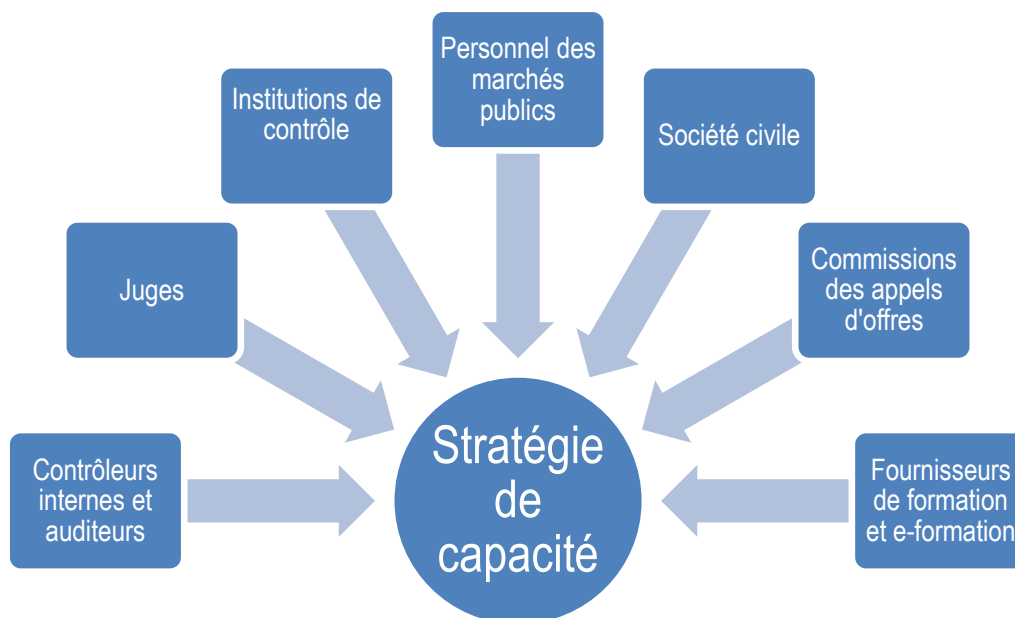 Personnel des
marchés
publics
Institutions de
contrôle
Société civile
Juges
Commissions
des appels
d'offres
Contrôleurs
internes et
auditeurs
Stratégie
de
capacité
Fournisseurs
de formation
et e-formation